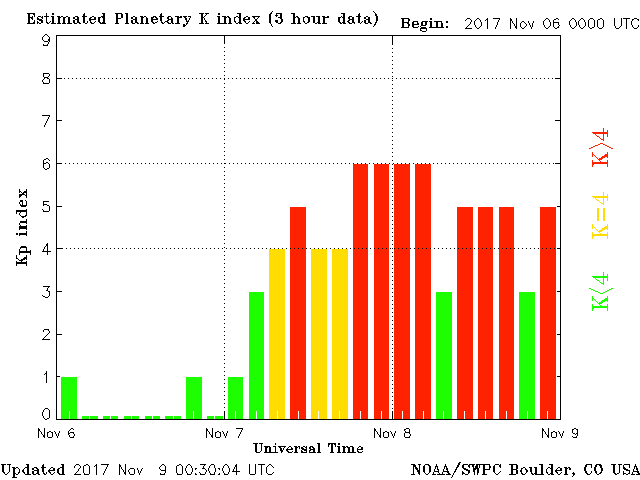 Estimated Planetary K index (3 hour data) Begin: 2017 Nov 06 0000 UTC
9
8
7
6
5
4
3
2
1
0
Kp index
K>4
K=4
K<4
Nov 6 Nov 7 Nov 8 Nov 9
Universal Time
Updated 2017 Nov 9 00:30:04 UTC NOAA/SWPC Boulder, CO USA